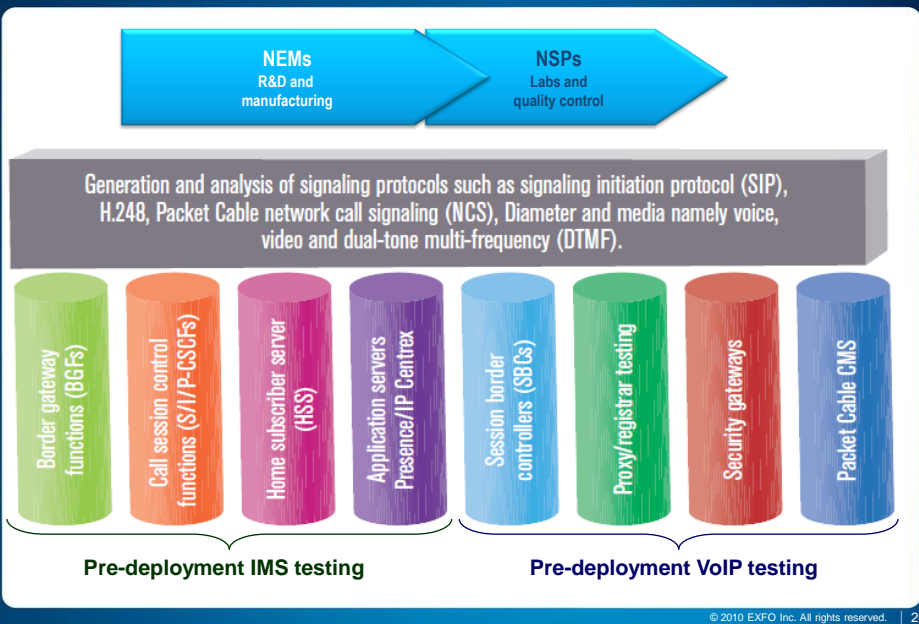 NEMs
R&D and
manufacturing
NSPs
Labs and
quality control
Generation and analysis of signaling protocols such as signaling initiation protocol (SIP),
H.248, Packet Cable network call signaling (NCS), Diameter and media namely voice,
video and dual-tone multi-frequency (DTMF).
Border gateway
functions (BGFs)
Call session control
functions (S/I/P-CSCFs)
Home subscriber server
(HSS)
Application servers
Presence/IP Centrex
Session border
controllers (SBCs)
Proxy/registrar testing
Security gateways
Packet Cable CMS
Pre-deployment IMS testing
Pre-deployment VoIP testing
© 2010 EXFO Inc. All rights reserved. | 2